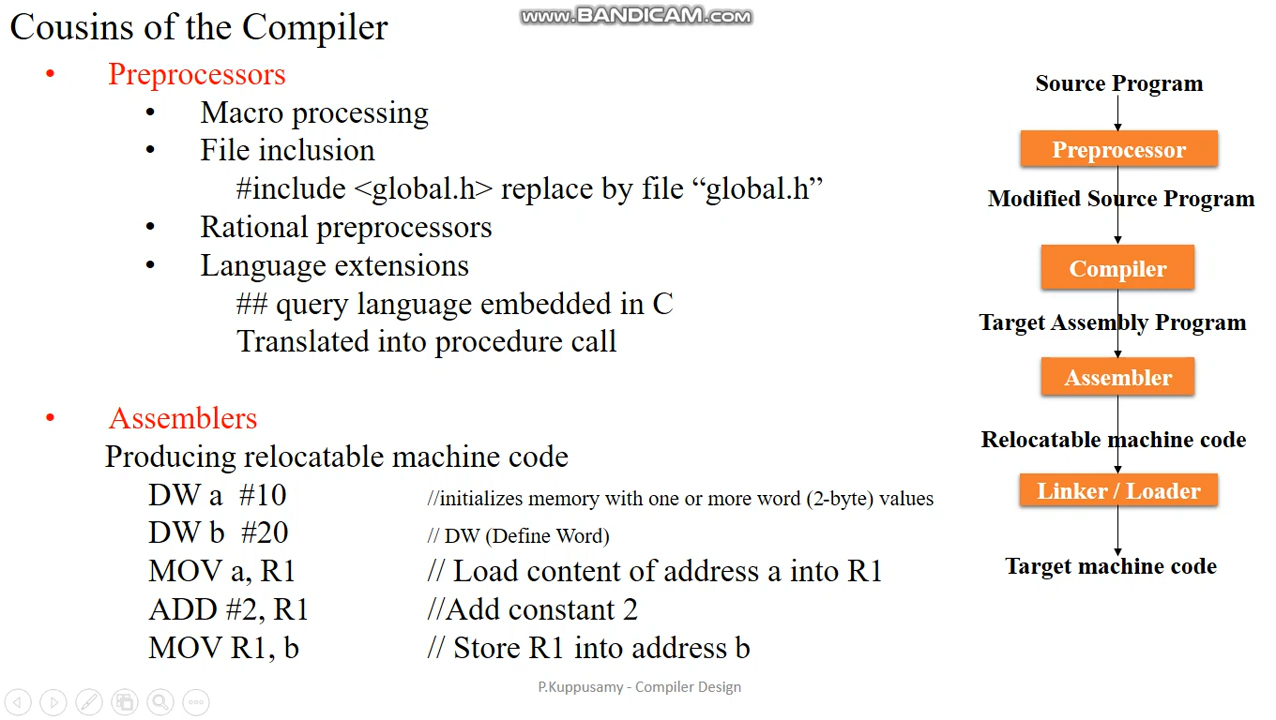 www.BANDICAM.com
Cousins of the Compiler
• Preprocessors
• Macro processing
• File inclusion
#include <global.h> replace by file “global.h”
• Rational preprocessors
• Language extensions
## query language embedded in C
Translated into procedure call
• Assemblers
Producing relocatable machine code
DW a #10 //initializes memory with one or more word (2-byte) values
DW b #20 // DW (Define Word)
MOV a, R1 // Load content of address a into R1
ADD #2, R1 //Add constant 2
MOV R1, b // Store R1 into address b
Source Program
Preprocessor
Modified Source Program
Compiler
Target Assembly Program
Assembler
Relocatable machine code
Linker / Loader
Target machine code
P.Kuppusamy - Compiler Design